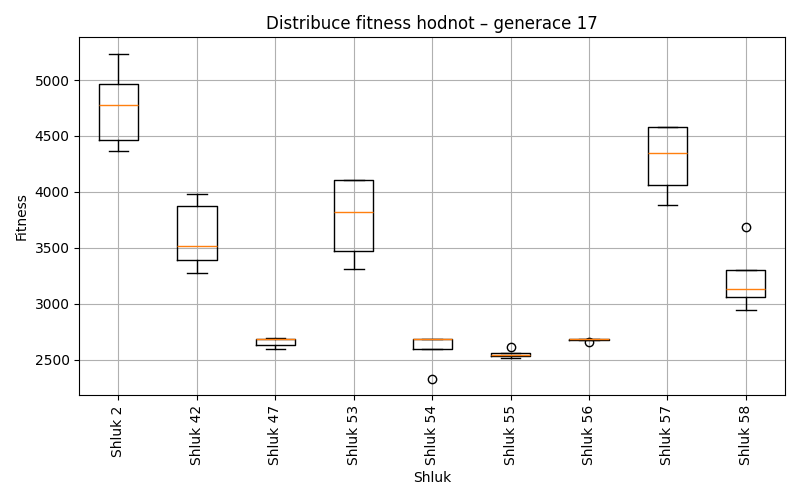 Distribuce fitness hodnot – generace 17
5000
4500
4000
3500
3000
2500
Fitness
Shluk 2
Shluk 42
Shluk 47
Shluk 53
Shluk 54
Shluk 55
Shluk 56
Shluk 57
Shluk 58
Shluk